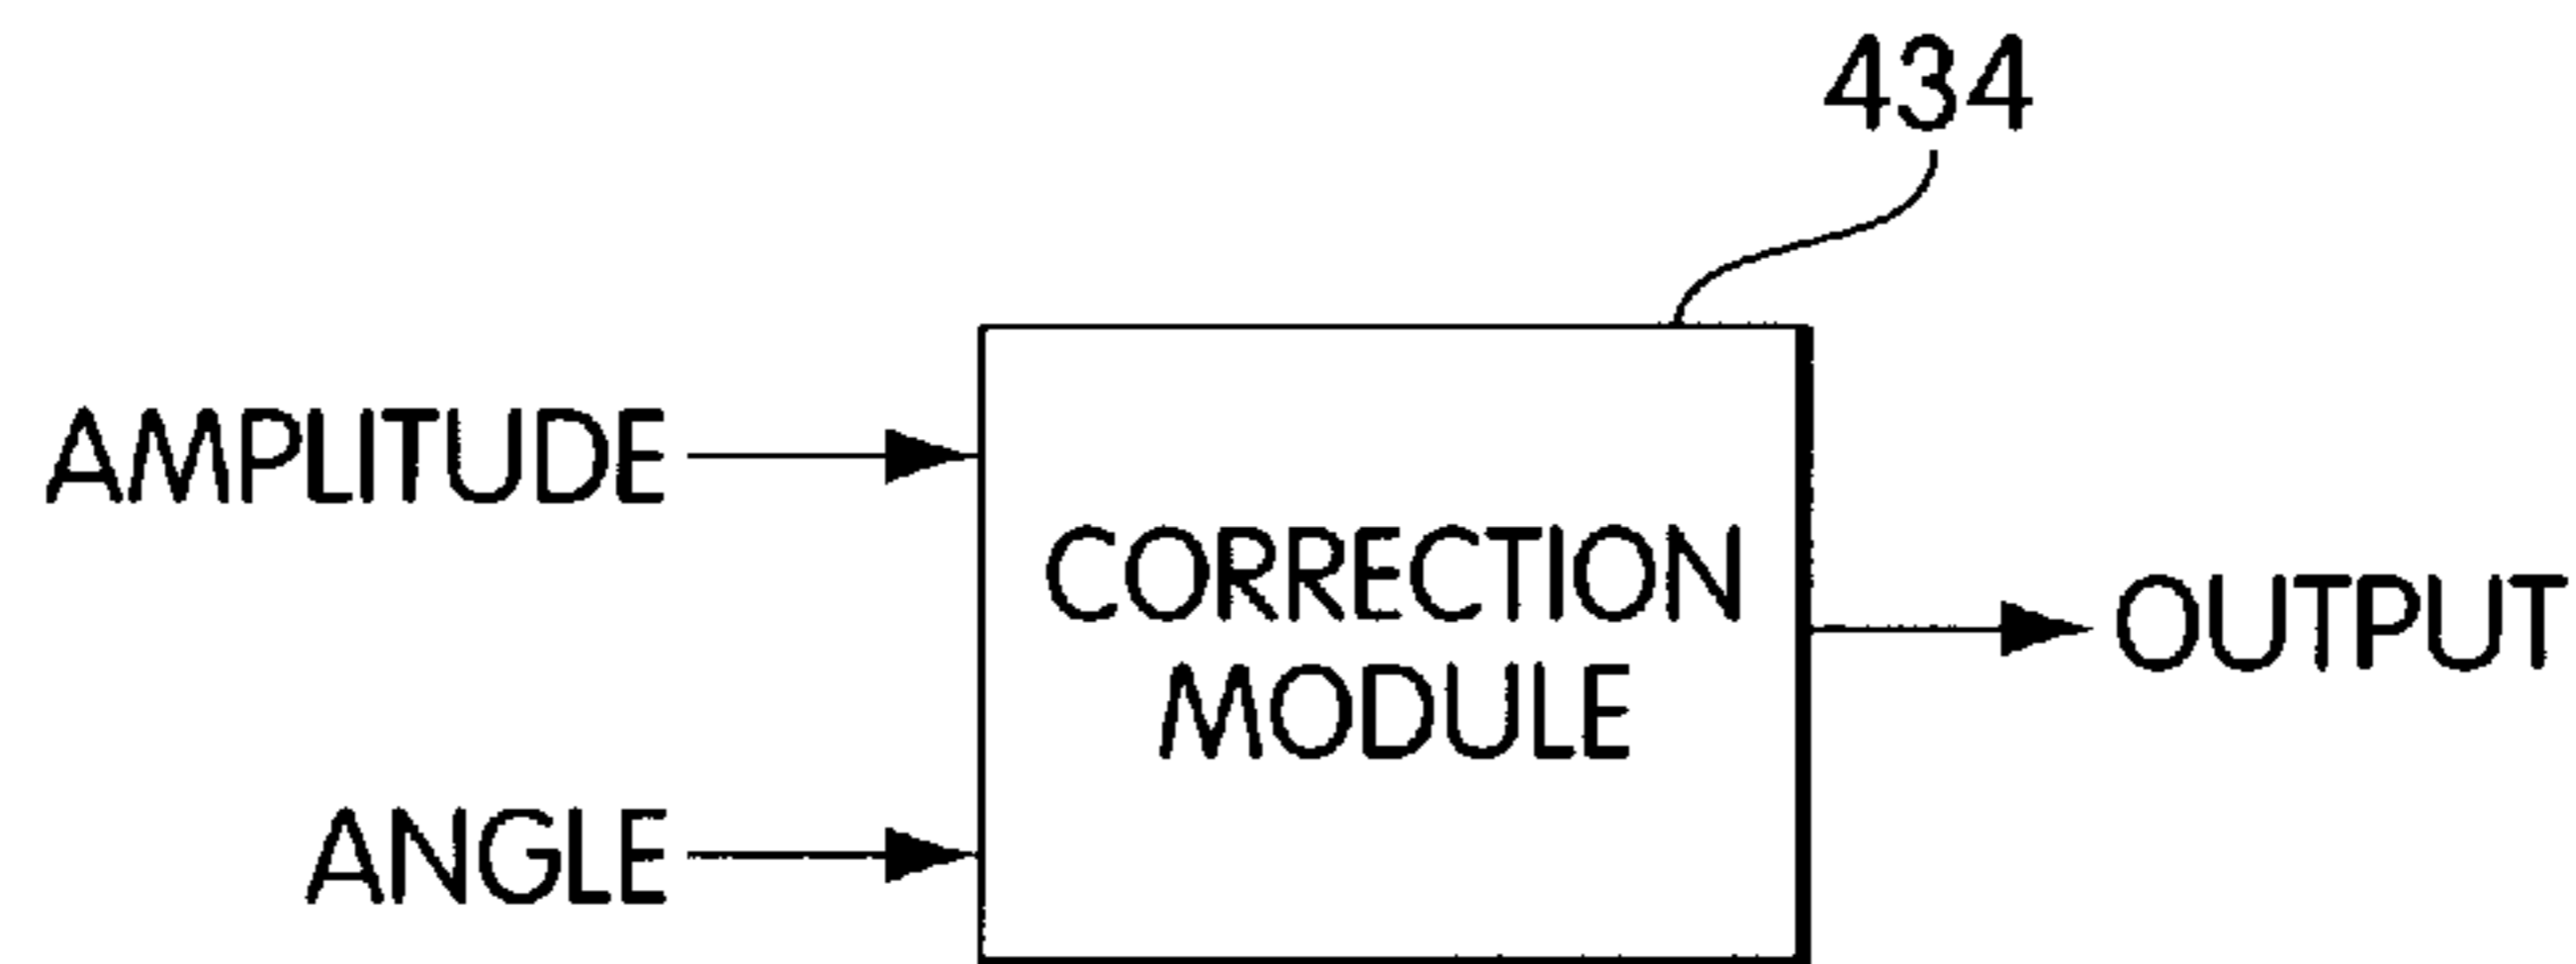 434
AMPLITUDE
CORRECTION
MODULE
OUTPUT
ANGLE